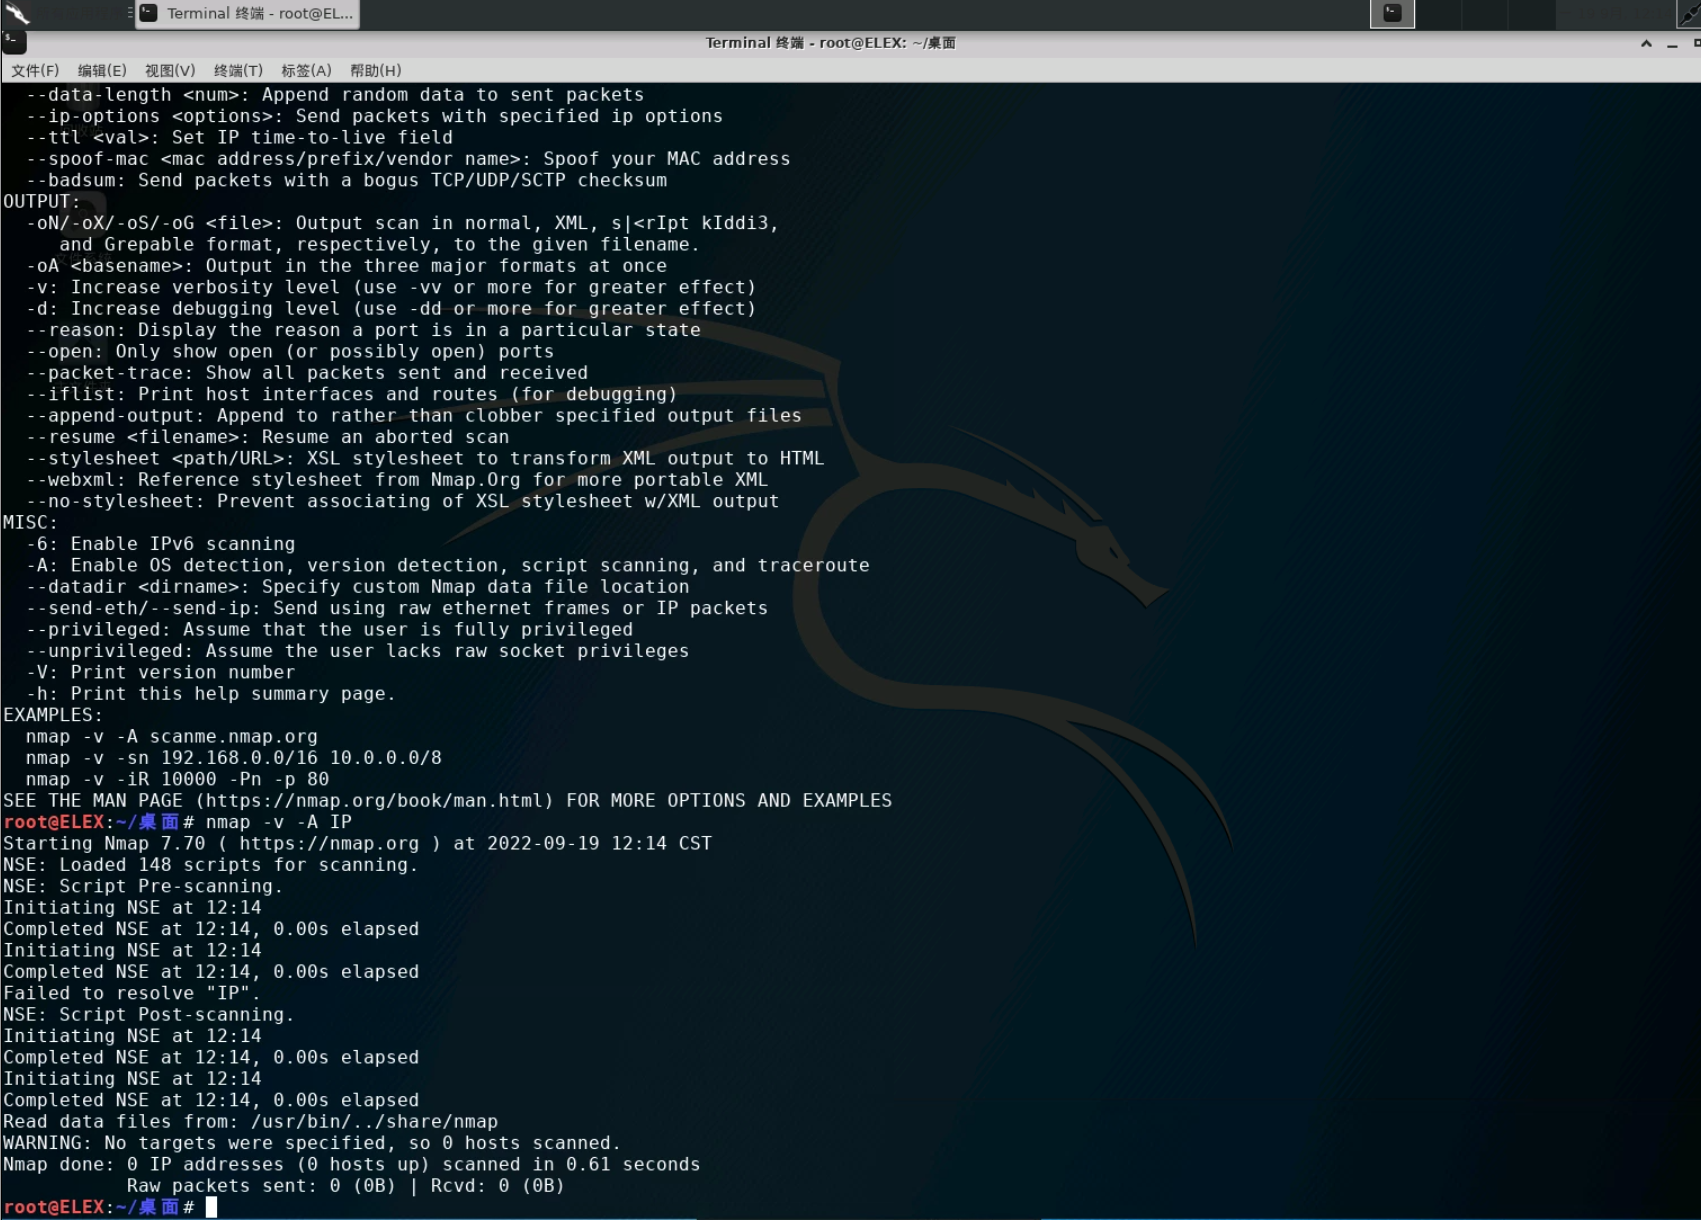 Terminal 终端 - root@EL...
Terminal 终端 - root@ELEX: ~/桌面
文件(F) 编辑(E) 视图(V) 终端(T) 标签(A) 帮助(H)
--data-length <num>: Append random data to sent packets
--ip-options <options>: Send packets with specified ip options
--ttl <val>: Set IP time-to-live field
--spoof-mac <mac address/prefix/vendor name>: Spoof your MAC address
--badsum: Send packets with a bogus TCP/UDP/SCTP checksum
OUTPUT:
-oN/-oX/-oS/-oG <file>: Output scan in normal, XML, s|<rIpt kIddi3,
and Grepable format, respectively, to the given filename.
-oA <basename>: Output in the three major formats at once
-v: Increase verbosity level (use -vv or more for greater effect)
-d: Increase debugging level (use -dd or more for greater effect)
--reason: Display the reason a port is in a particular state
--open: Only show open (or possibly open) ports
--packet-trace: Show all packets sent and received
--iflist: Print host interfaces and routes (for debugging)
--append-output: Append to rather than clobber specified output files
--resume <filename>: Resume an aborted scan
--stylesheet <path/URL>: XSL stylesheet to transform XML output to HTML
--webxml: Reference stylesheet from Nmap.Org for more portable XML
--no-stylesheet: Prevent associating of XSL stylesheet w/XML output
MISC:
-6: Enable IPv6 scanning
-A: Enable OS detection, version detection, script scanning, and traceroute
--datadir <dirname>: Specify custom Nmap data file location
--send-eth/--send-ip: Send using raw ethernet frames or IP packets
--privileged: Assume that the user is fully privileged
--unprivileged: Assume the user lacks raw socket privileges
-V: Print version number
-h: Print this help summary page.
EXAMPLES:
nmap -v -A scanme.nmap.org
nmap -v -sn 192.168.0.0/16 10.0.0.0/8
nmap -v -iR 10000 -Pn -p 80
SEE THE MAN PAGE (https://nmap.org/book/man.html) FOR MORE OPTIONS AND EXAMPLES
root@ELEX:~/桌面# nmap -v -A IP
Starting Nmap 7.70 ( https://nmap.org ) at 2022-09-19 12:14 CST
NSE: Loaded 148 scripts for scanning.
NSE: Script Pre-scanning.
Initiating NSE at 12:14
Completed NSE at 12:14, 0.00s elapsed
Initiating NSE at 12:14
Completed NSE at 12:14, 0.00s elapsed
Failed to resolve "IP".
NSE: Script Post-scanning.
Initiating NSE at 12:14
Completed NSE at 12:14, 0.00s elapsed
Initiating NSE at 12:14
Completed NSE at 12:14, 0.00s elapsed
Read data files from: /usr/bin/../share/nmap
WARNING: No targets were specified, so 0 hosts scanned.
Nmap done: 0 IP addresses (0 hosts up) scanned in 0.61 seconds
Raw packets sent: 0 (0B) | Rcvd: 0 (0B)
root@ELEX:~/桌面#